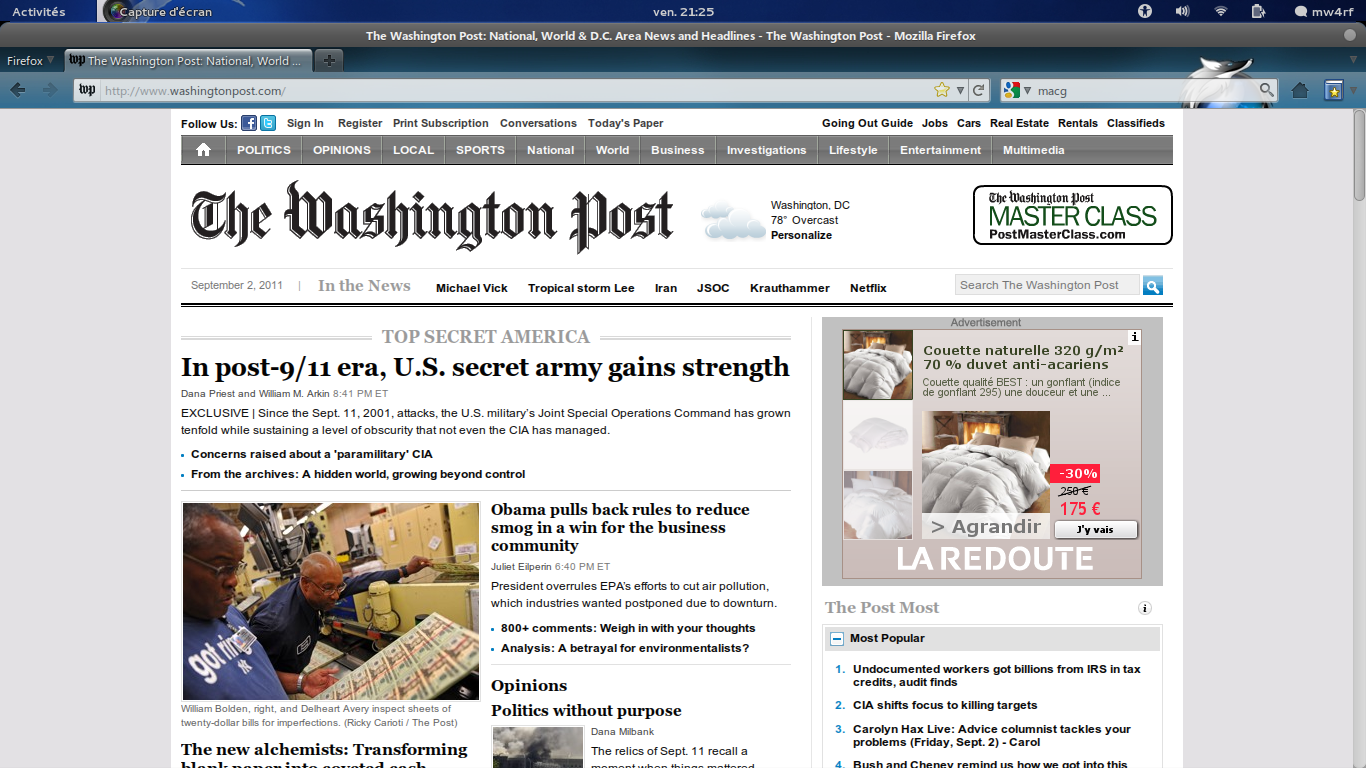 Activités
Capture d'écran
ven. 21:25
mw4rf
The Washington Post: National, World & D.C. Area News and Headlines - The Washington Post - Mozilla Firefox
Firefox
wp The Washington Post: National, World ...
wp http://www.washingtonpost.com/
macg
Follow Us: Sign In Register Print Subscription Conversations Today's Paper
Going Out Guide Jobs Cars Real Estate Rentals Classifieds
POLITICS OPINIONS LOCAL SPORTS National World Business Investigations Lifestyle Entertainment Multimedia
The Washington Post
Washington, DC
78° Overcast
Personalize
The Washington Post
MASTER CLASS
PostMasterClass.com
September 2, 2011 | In the News Michael Vick Tropical storm Lee Iran JSOC Krauthammer Netflix
Search The Washington Post
TOP SECRET AMERICA
In post-9/11 era, U.S. secret army gains strength
Dana Priest and William M. Arkin 8:41 PM ET
EXCLUSIVE | Since the Sept. 11, 2001, attacks, the U.S. military's Joint Special Operations Command has grown
tenfold while sustaining a level of obscurity that not even the CIA has managed.
Concerns raised about a 'paramilitary' CIA
From the archives: A hidden world, growing beyond control
got ring
William Bolden, right, and Delheart Avery inspect sheets of
twenty-dollar bills for imperfections. (Ricky Carioti / The Post)
The new alchemists: Transforming
blank paper into coveted cash
Obama pulls back rules to reduce
smog in a win for the business
community
Juliet Eilperin 6:40 PM ET
President overrules EPA's efforts to cut air pollution,
which industries wanted postponed due to downturn.
800+ comments: Weigh in with your thoughts
Analysis: A betrayal for environmentalists?
Opinions
Politics without purpose
Dana Milbank
The relics of Sept. 11 recall a
moment when things mattered
Advertisement
Couette naturelle 320 g/m²
70 % duvet anti-acariens
Couette qualité BEST : un gonflant (indice
de gonflant 295) une douceur et une ...
-30%
250 €
175 €
> Agrandir
J'y vais
LA REDOUTE
The Post Most
Most Popular
1. Undocumented workers got billions from IRS in tax
credits, audit finds
2. CIA shifts focus to killing targets
3. Carolyn Hax Live: Advice columnist tackles your
problems (Friday, Sept. 2) - Carol
4. Bush and Cheney remind us how we got into this